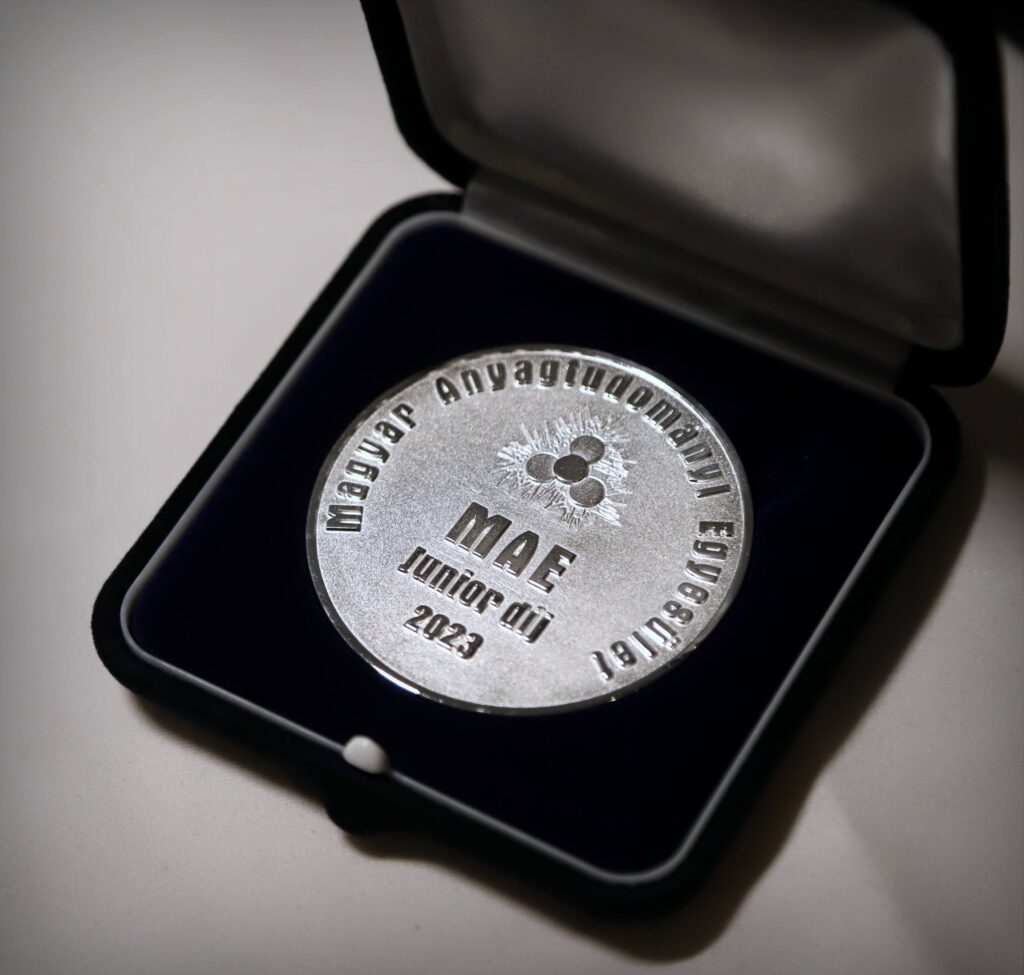 Magyar Anyagtudományi Egyesület
MAE
Junior díj
2023